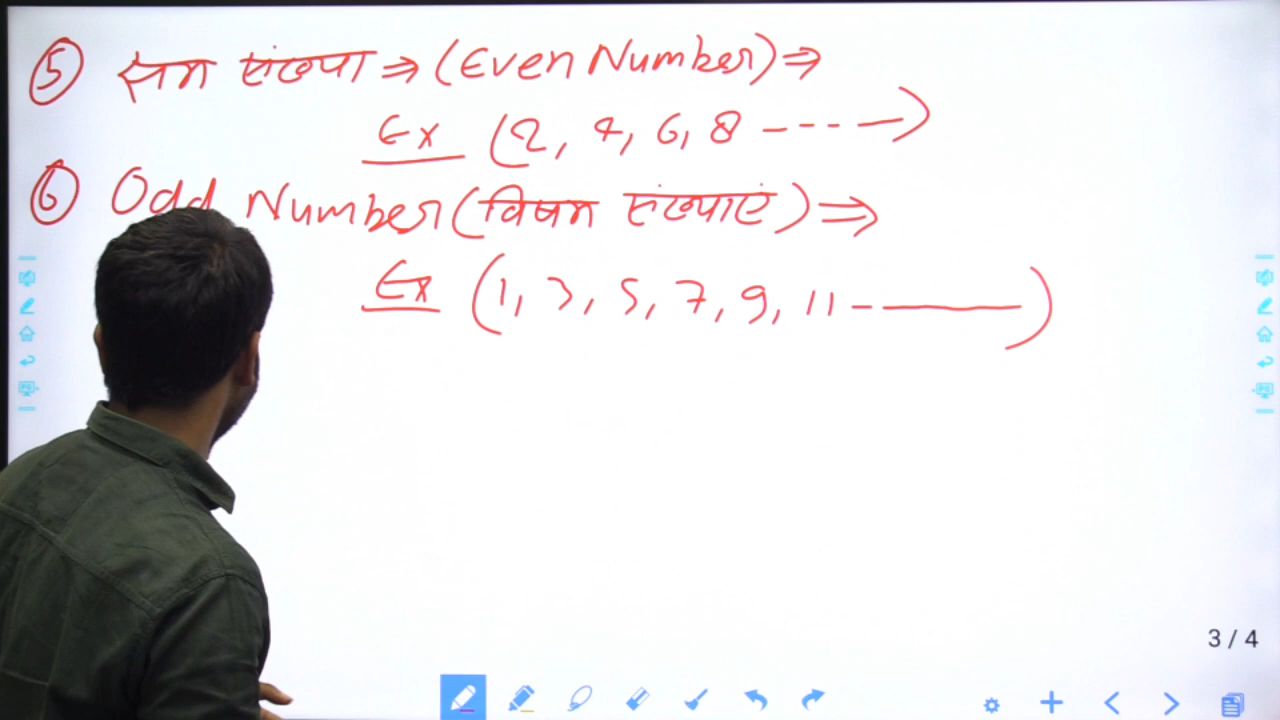 ⑤ सम संख्या ⇒ (Even Number) ⇒
Ex (2, 4, 6, 8 ----→)
⑥ Odd Number (विषम संख्याएं) ⇒
Ex (1, 3, 5, 7, 9, 11 -———)
3 / 4